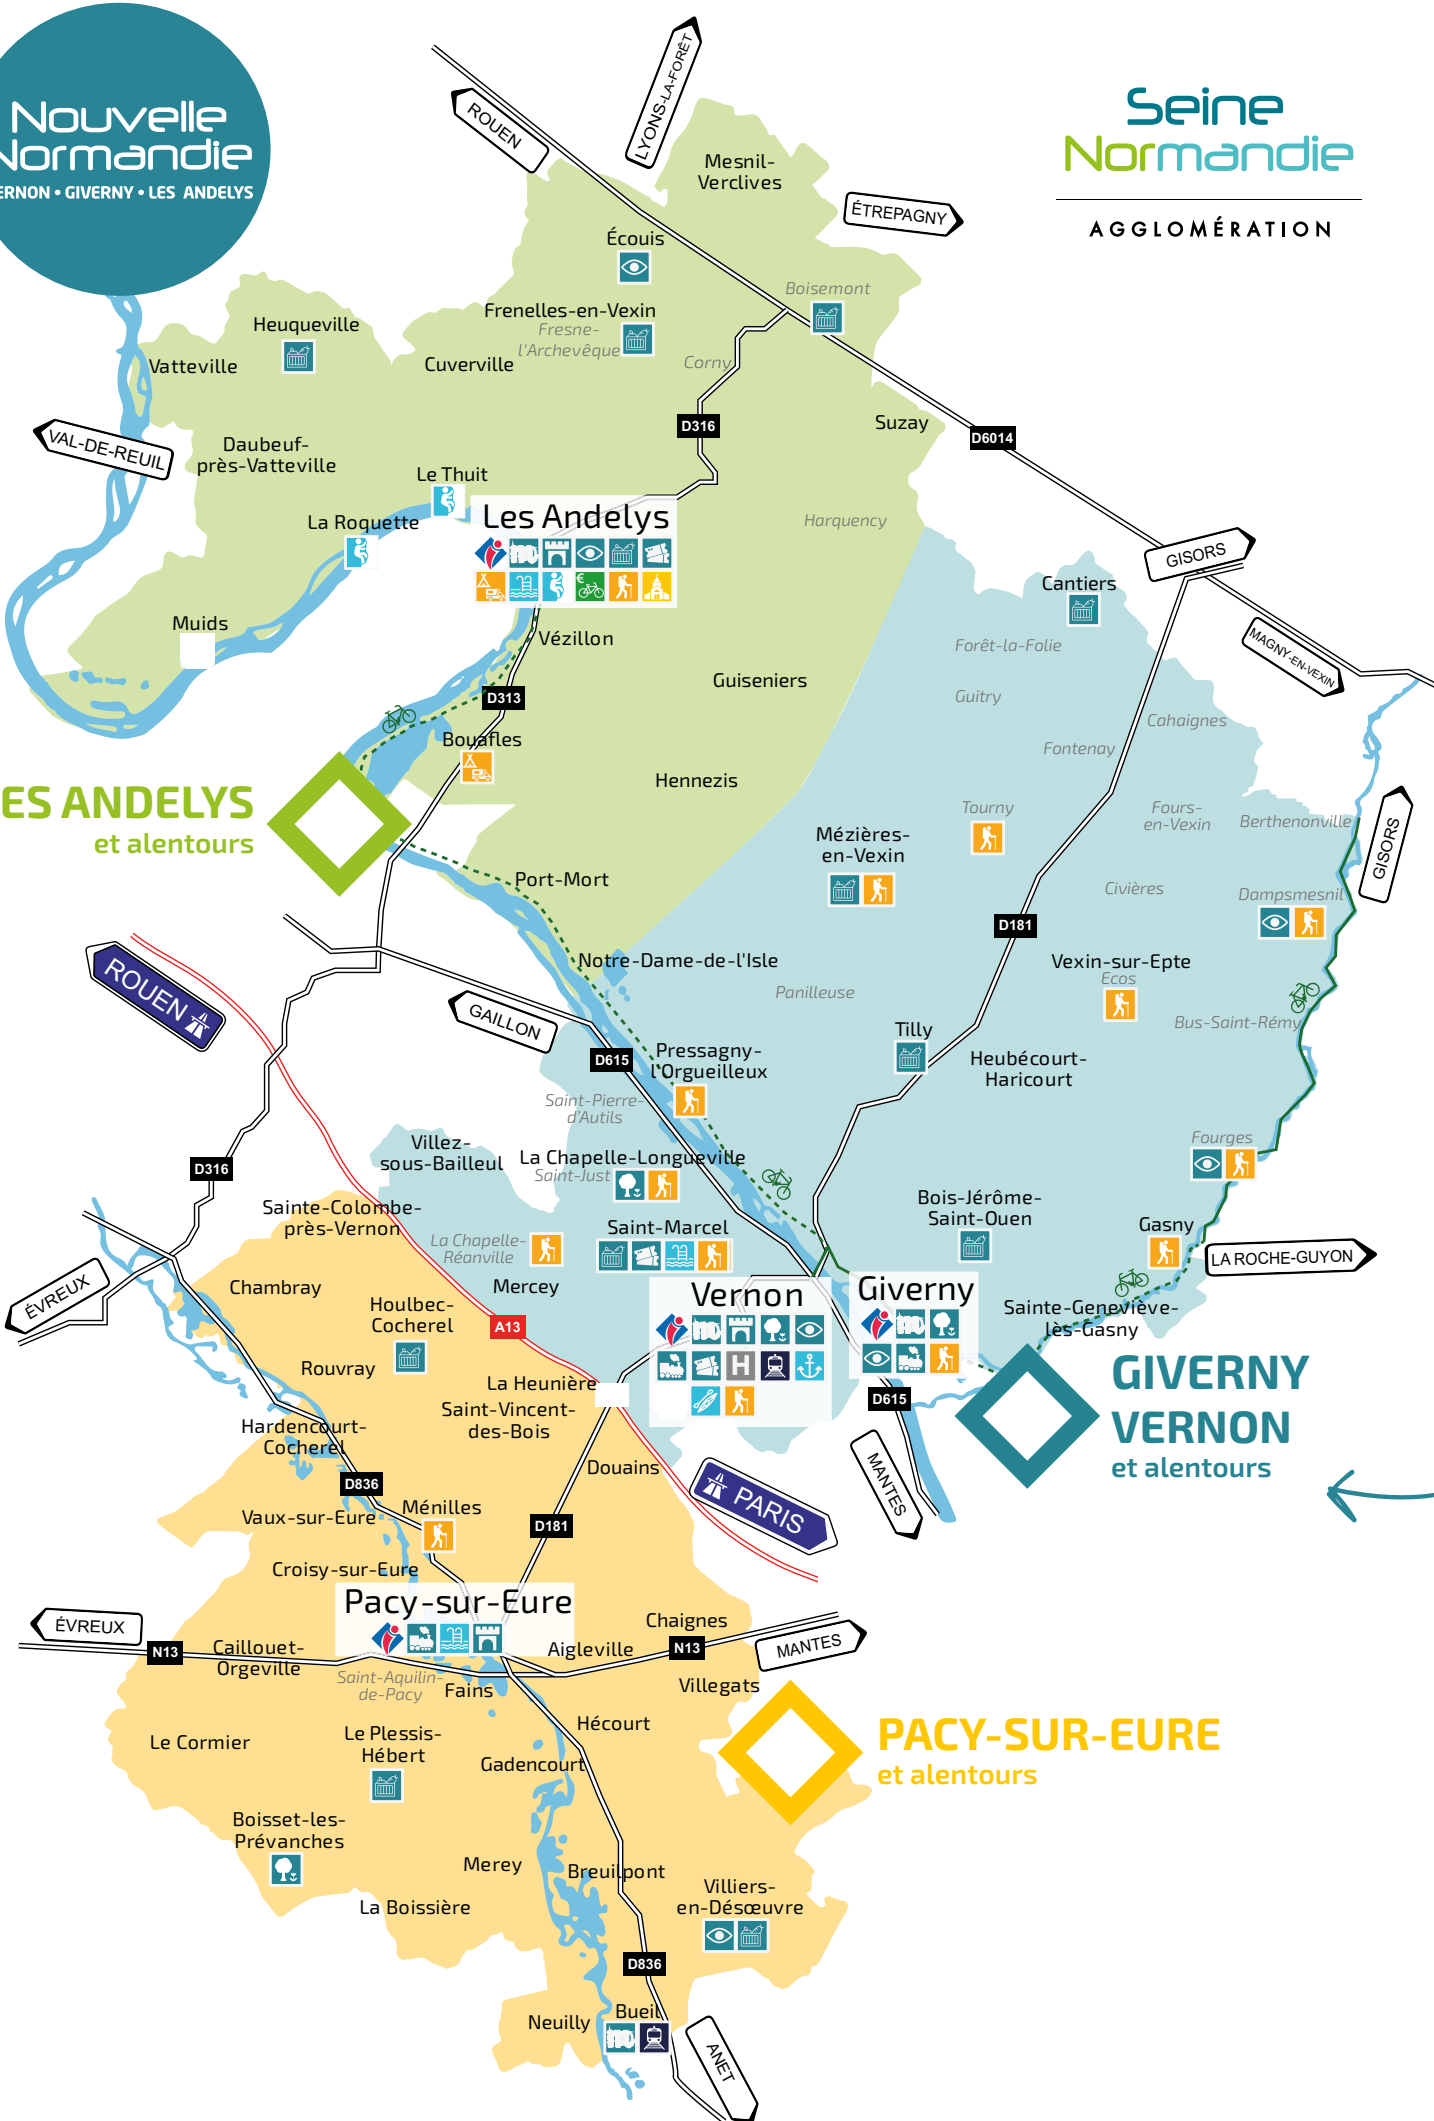 Nouvelle
Normandie
VERNON • GIVERNY • LES ANDELYS
Seine
Normandie
AGGLOMÉRATION
ROUEN
LYONS-LA-FORÊT
Mesnil-
Verclives
ÉTREPAGNY
Écouis
Boisemont
Heuqueville
Frenelles-en-Vexin
Fresne-
l'Archevêque
Vatteville
Cuverville
Corny
D316
Suzay
D6014
VAL-DE-REUIL
Daubeuf-
près-Vatteville
Le Thuit
La Roquette
Les Andelys
€
Harquency
GISORS
Cantiers
Muids
Vézillon
Forêt-la-Folie
MAGNY-EN-VEXIN
Guiseniers
Guitry
D313
Cahaignes
Bouafles
Fontenay
Hennezis
ES ANDELYS
et alentours
Tourny
Fours-
en-Vexin
Berthenonville
GISORS
Mézières-
en-Vexin
Port-Mort
Civières
Dampsmesnil
D181
ROUEN
Notre-Dame-de-l'Isle
Vexin-sur-Epte
Ecos
Panilleuse
GAILLON
Bus-Saint-Rémy
Tilly
D615
Pressagny-
l'Orgueilleux
Heubécourt-
Haricourt
Saint-Pierre-
d'Autils
Villez-
sous-Bailleul
La Chapelle-Longueville
Saint-Just
Fourges
D316
Sainte-Colombe-
près-Vernon
Bois-Jérôme-
Saint-Ouen
Saint-Marcel
Gasny
La Chapelle-
Réanville
LA ROCHE-GUYON
ÉVREUX
Chambray
Mercey
Vernon
H
Giverny
Houlbec-
Cocherel
Sainte-Geneviève-
lès-Gasny
A13
Rouvray
La Heunière
GIVERNY
VERNON
et alentours
D615
Saint-Vincent-
des-Bois
Hardencourt-
Cocherel
Douains
MANTES
D836
PARIS
Vaux-sur-Eure
Ménilles
D181
Croisy-sur-Eure
Pacy-sur-Eure
ÉVREUX
Chaignes
N13
Caillouet-
Orgeville
Aigleville
N13
MANTES
Saint-Aquilin-
de-Pacy
Fains
Villegats
Hécourt
PACY-SUR-EURE
et alentours
Le Cormier
Le Plessis-
Hébert
Gadencourt
Boisset-les-
Prévanches
Merey
Breuilpont
Villiers-
en-Désœuvre
La Boissière
D836
Neuilly
Bueil
ANET